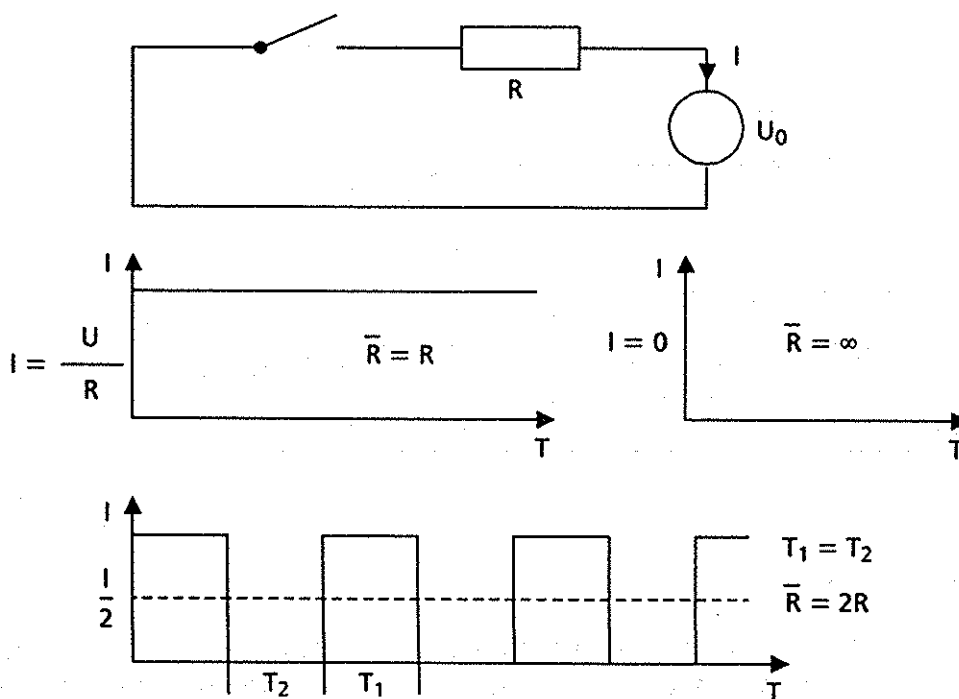 I
R
U₀
I
I = U/R
R̅ = R
T
I
I = 0
R̅ = ∞
T
I
T₁ = T₂
I/2
R̅ = 2R
T₂
T₁
T